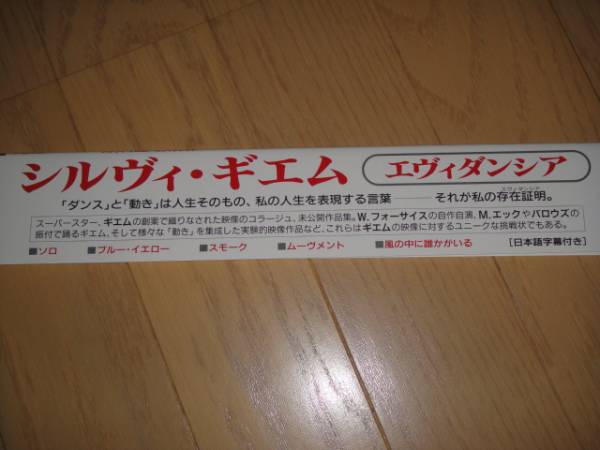 シルヴィ・ギエム エヴィダンシア
「ダンス」と「動き」は人生そのもの、私の人生を表現する言葉――それが私の存在証明。
エヴィダンシア
スーパースター、ギエムの創案で織りなされた映像のコラージュ、未公開作品集。W.フォーサイスの自作自演、M.エックやバロウズの
振付で踊るギエム、そして様々な「動き」を集成した実験的映像作品など、これらはギエムの映像に対するユニークな挑戦状でもある。
■ソロ ■ブルー・イエロー ■スモーク ■ムーヴメント ■風の中に誰かがいる [日本語字幕付き]